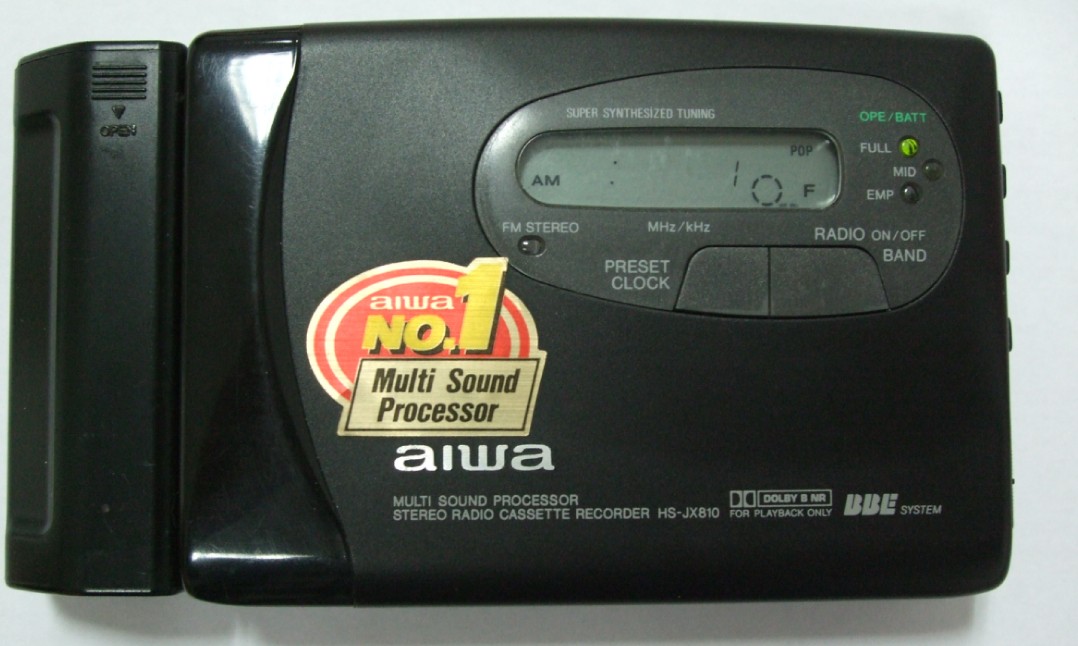 OPEN
SUPER SYNTHESIZED TUNING
OPE/BATT
FULL
MID
EMP
POP
AM : 1 F
FM STEREO
MHz/kHz
RADIO ON/OFF
BAND
PRESET
CLOCK
aiwa
NO.1
Multi Sound
Processor
aiwa
MULTI SOUND PROCESSOR
STEREO RADIO CASSETTE RECORDER HS-JX810
DOLBY B NR
FOR PLAYBACK ONLY
BBE SYSTEM